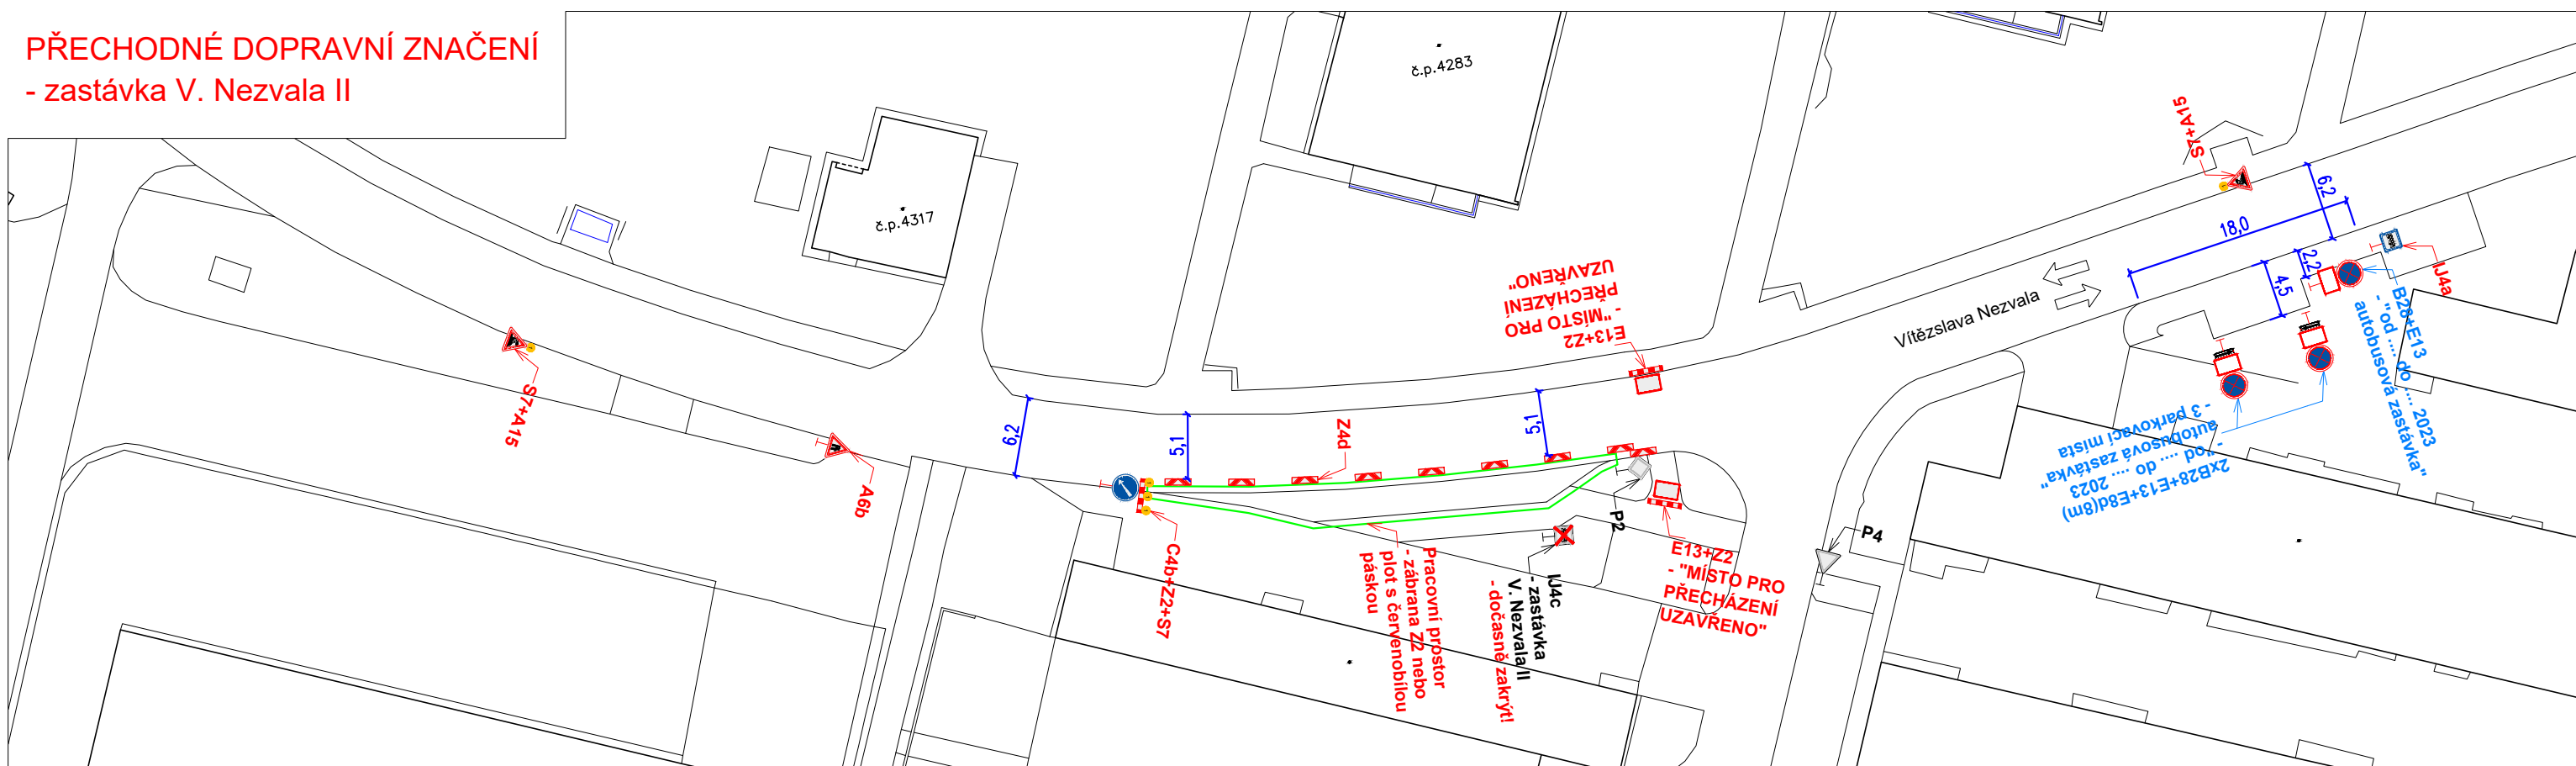 PŘECHODNÉ DOPRAVNÍ ZNAČENÍ
- zastávka V. Nezvala II
č.p.4283
č.p.4317
S7+A15
6,2
18,0
2,2
4,5
IJ4a
B28+E13
- "od .... do .... 2023
autobusová zastávka"
2xB28+E13+E8d(8m)
- "od .... do .... 2023
autobusová zastávka"
- 3 parkovací místa
Vítězslava Nezvala
E13+Z2
- "MÍSTO PRO
PŘECHÁZENÍ
UZAVŘENO"
S7+A15
A6b
6,2
5,1
Z4d
5,1
C4b+Z2+S7
Pracovní prostor
- zábrana Z2 nebo
plot s červenobílou
páskou
IJ4c
- zastávka
V. Nezvala II
- dočasně zakrýt!
P2
E13+Z2
- "MÍSTO PRO
PŘECHÁZENÍ
UZAVŘENO"
P4